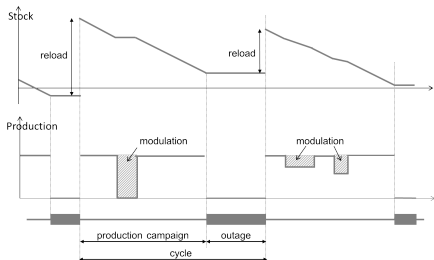 Stock
reload
reload
Production
modulation
modulation
production campaign
outage
cycle